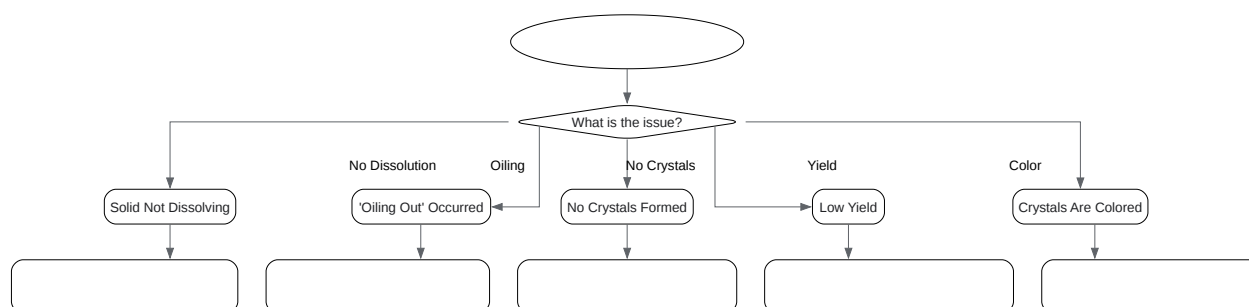 What is the issue?
No Dissolution
Oiling
No Crystals
Yield
Color
Solid Not Dissolving
'Oiling Out' Occurred
No Crystals Formed
Low Yield
Crystals Are Colored